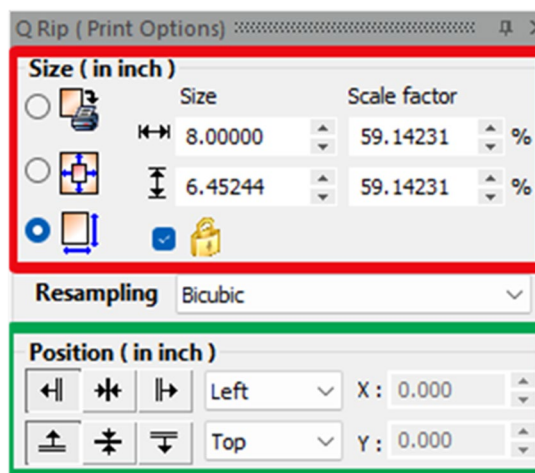 Q Rip ( Print Options)
Size ( in inch )
Size Scale factor
8.00000 59.14231 %
6.45244 59.14231 %
Resampling Bicubic
Position ( in inch )
Left X : 0.000
Top Y : 0.000